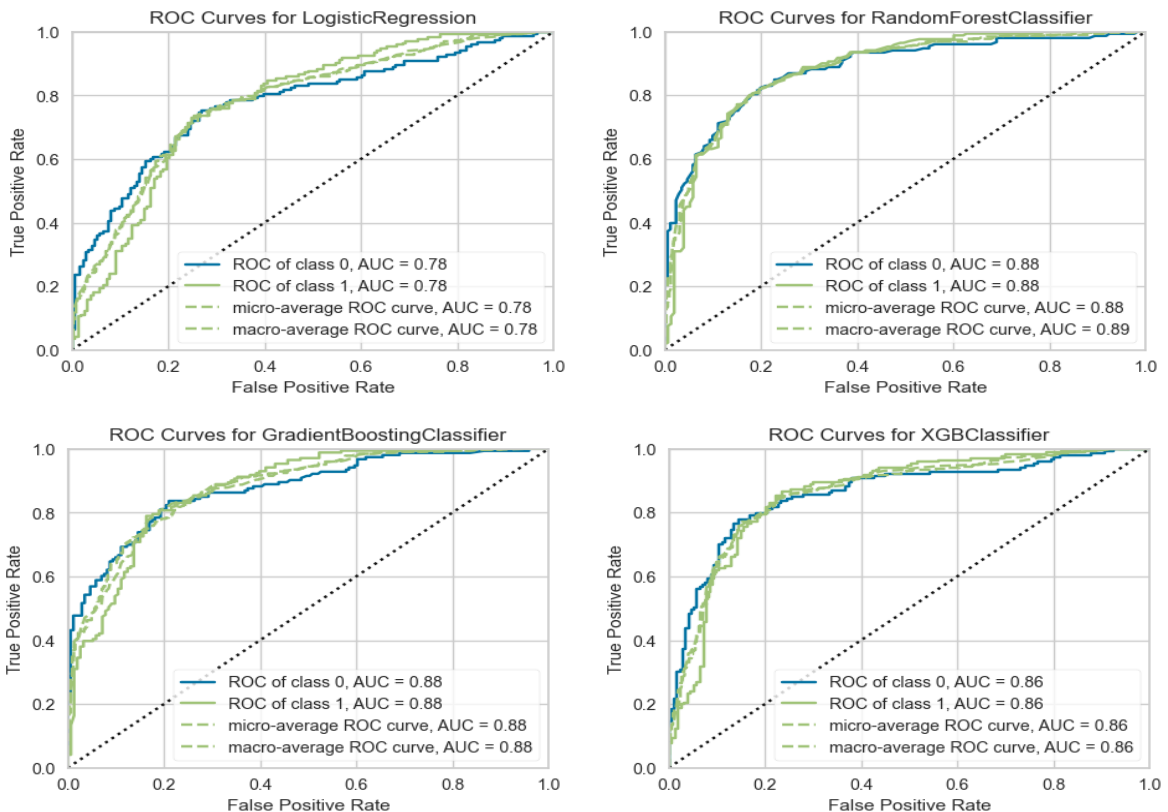 ROC Curves for LogisticRegression
True Positive Rate
1.0
0.8
0.6
0.4
0.2
0.0
ROC of class 0, AUC = 0.78
ROC of class 1, AUC = 0.78
micro-average ROC curve, AUC = 0.78
macro-average ROC curve, AUC = 0.78
0.0 0.2 0.4 0.6 0.8 1.0
False Positive Rate
ROC Curves for RandomForestClassifier
True Positive Rate
1.0
0.8
0.6
0.4
0.2
0.0
ROC of class 0, AUC = 0.88
ROC of class 1, AUC = 0.88
micro-average ROC curve, AUC = 0.88
macro-average ROC curve, AUC = 0.89
0.0 0.2 0.4 0.6 0.8 1.0
False Positive Rate
ROC Curves for GradientBoostingClassifier
True Positive Rate
1.0
0.8
0.6
0.4
0.2
0.0
ROC of class 0, AUC = 0.88
ROC of class 1, AUC = 0.88
micro-average ROC curve, AUC = 0.88
macro-average ROC curve, AUC = 0.88
0.0 0.2 0.4 0.6 0.8 1.0
False Positive Rate
ROC Curves for XGBClassifier
True Positive Rate
1.0
0.8
0.6
0.4
0.2
0.0
ROC of class 0, AUC = 0.86
ROC of class 1, AUC = 0.86
micro-average ROC curve, AUC = 0.86
macro-average ROC curve, AUC = 0.86
0.0 0.2 0.4 0.6 0.8 1.0
False Positive Rate